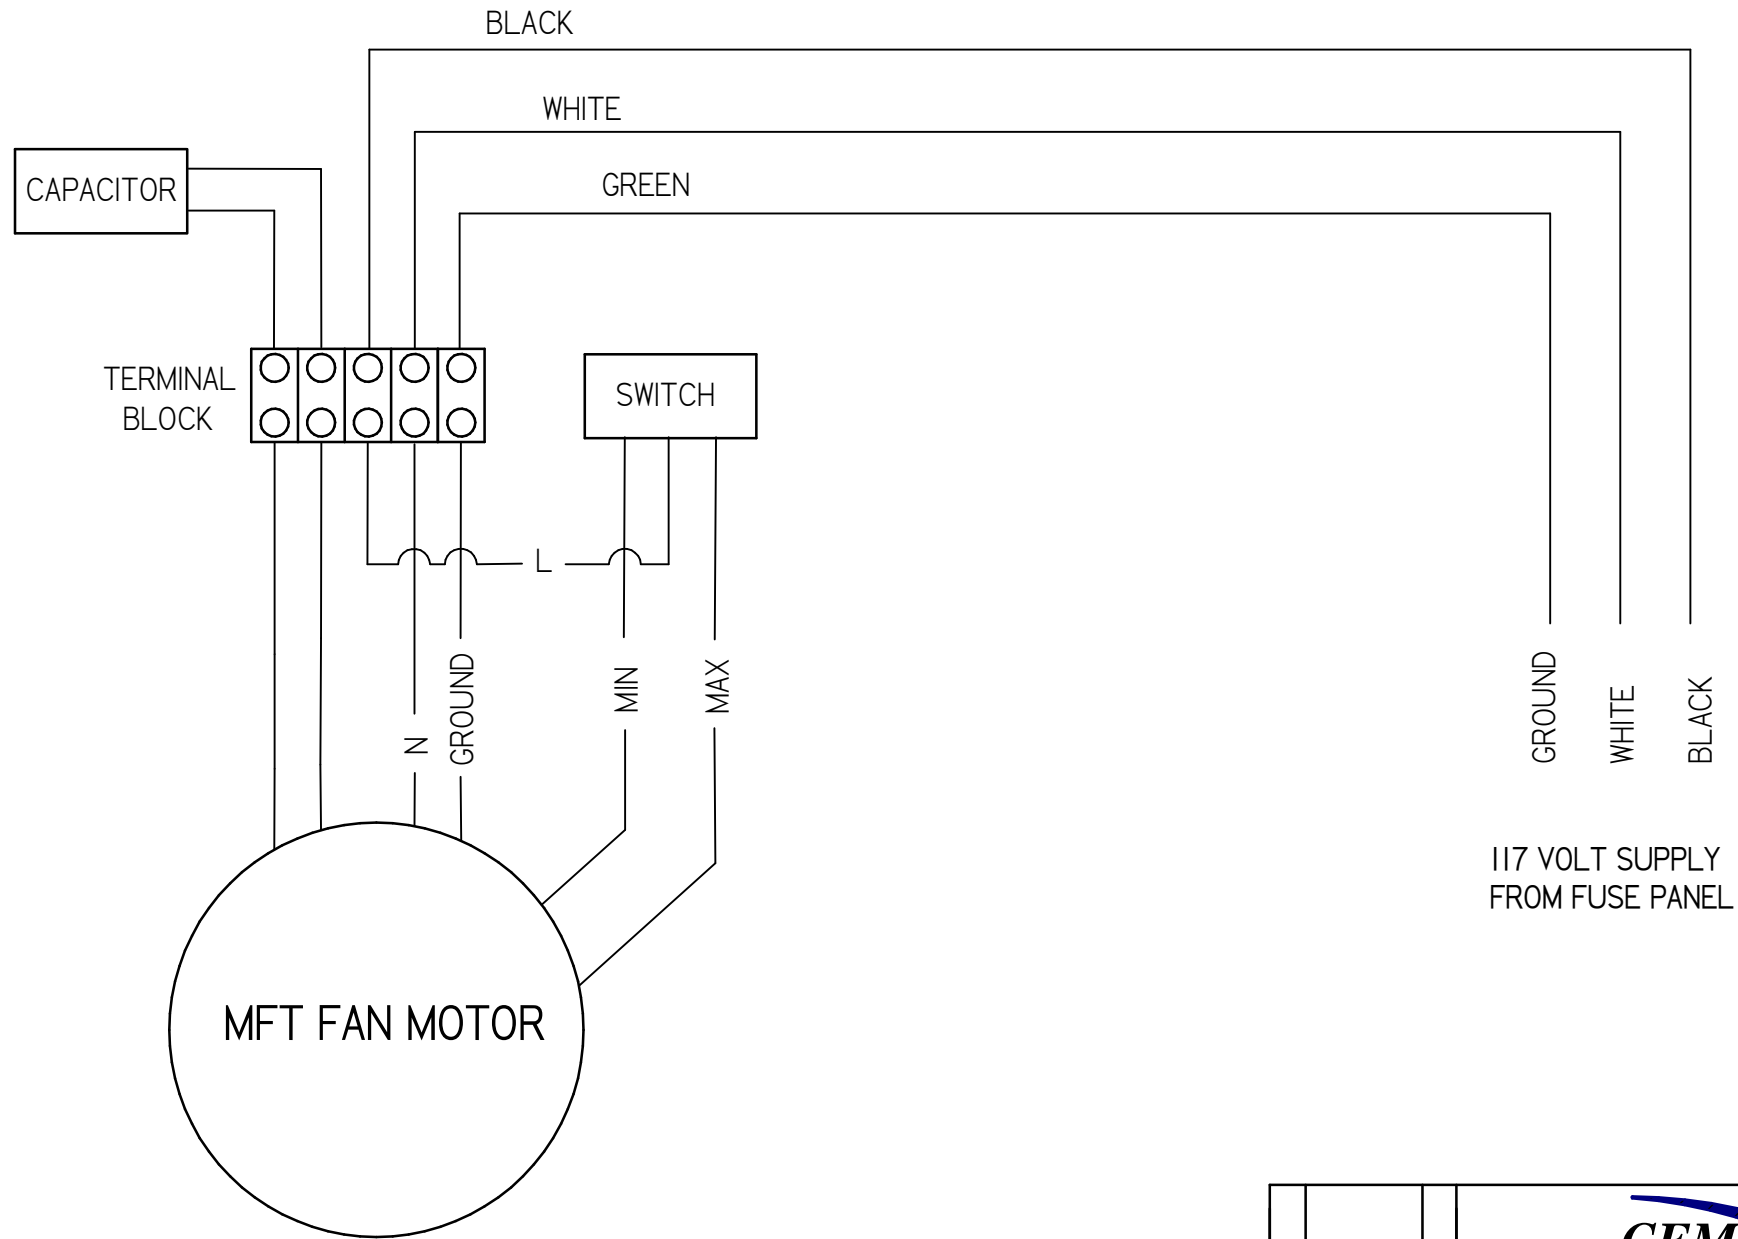 BLACK
WHITE
GREEN
CAPACITOR
TERMINAL
BLOCK
SWITCH
L
N
GROUND
MIN
MAX
GROUND
WHITE
BLACK
117 VOLT SUPPLY
FROM FUSE PANEL
MFT FAN MOTOR